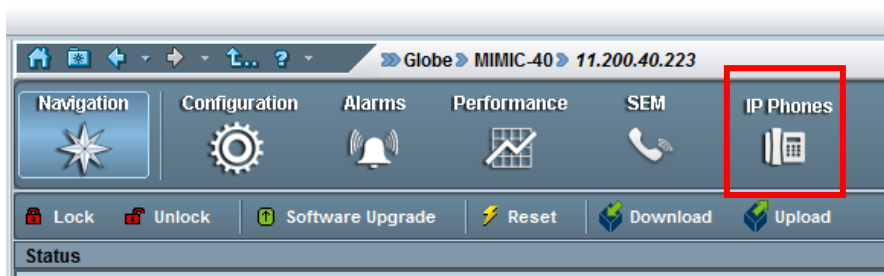 Globe MIMIC-40 11.200.40.223
Navigation Configuration Alarms Performance SEM IP Phones
Lock Unlock Software Upgrade Reset Download Upload
Status